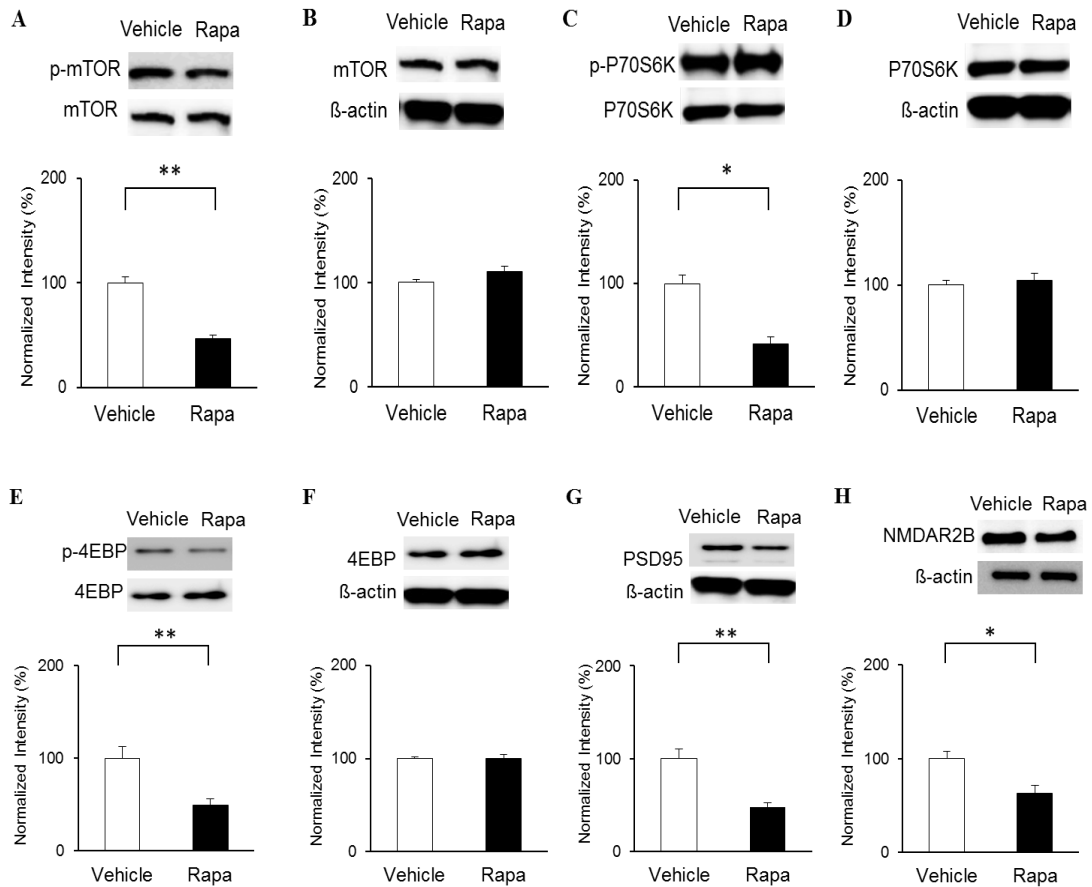 A
Vehicle Rapa
p-mTOR
mTOR
**
Normalized Intensity (%)
200
100
0
Vehicle Rapa
B
Vehicle Rapa
mTOR
ß-actin
Normalized Intensity (%)
200
100
0
Vehicle Rapa
C
Vehicle Rapa
p-P70S6K
P70S6K
*
Normalized Intensity (%)
200
100
0
Vehicle Rapa
D
Vehicle Rapa
P70S6K
ß-actin
Normalized Intensity (%)
200
100
0
Vehicle Rapa
E
Vehicle Rapa
p-4EBP
4EBP
**
Normalized Intensity (%)
200
100
0
Vehicle Rapa
F
Vehicle Rapa
4EBP
ß-actin
Normalized Intensity (%)
200
100
0
Vehicle Rapa
G
Vehicle Rapa
PSD95
ß-actin
**
Normalized Intensity (%)
200
100
0
Vehicle Rapa
H
Vehicle Rapa
NMDAR2B
ß-actin
*
Normalized Intensity (%)
200
100
0
Vehicle Rapa